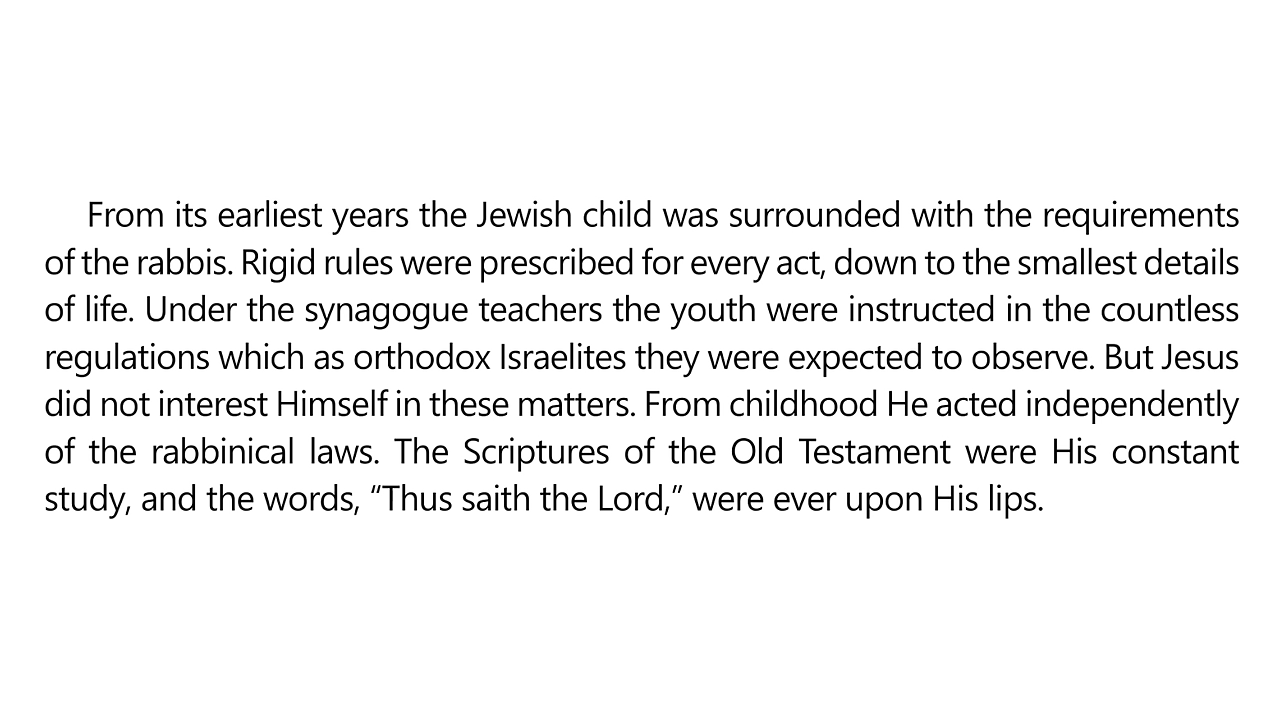 From its earliest years the Jewish child was surrounded with the requirements
of the rabbis. Rigid rules were prescribed for every act, down to the smallest details
of life. Under the synagogue teachers the youth were instructed in the countless
regulations which as orthodox Israelites they were expected to observe. But Jesus
did not interest Himself in these matters. From childhood He acted independently
of the rabbinical laws. The Scriptures of the Old Testament were His constant
study, and the words, “Thus saith the Lord,” were ever upon His lips.